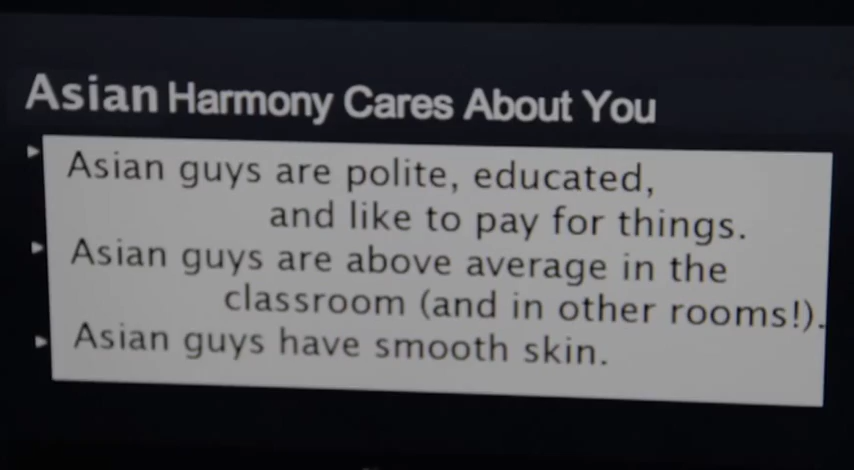 Asian Harmony Cares About You
Asian guys are polite, educated,
and like to pay for things.
Asian guys are above average in the
classroom (and in other rooms!).
Asian guys have smooth skin.